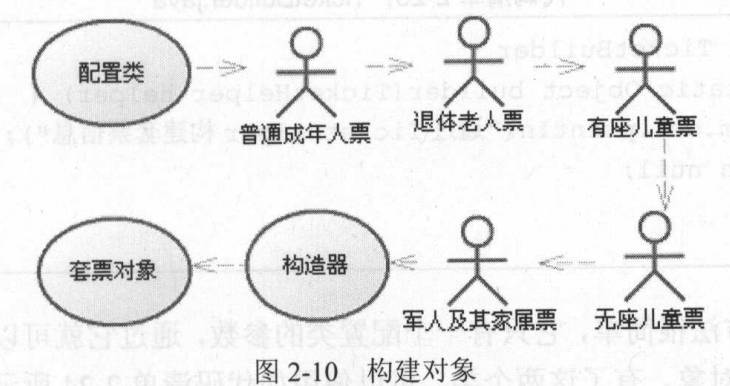 配置类
普通成年人票
退休老人票
有座儿童票
套票对象
构造器
军人及其家属票
无座儿童票
图 2-10 构建对象